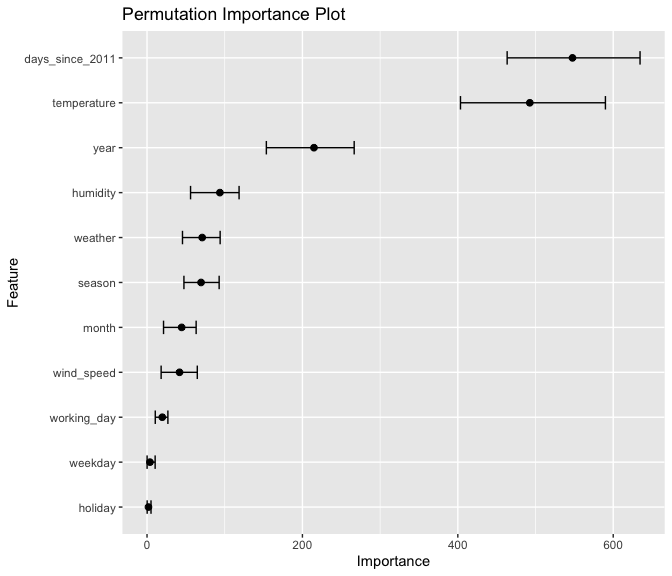 Permutation Importance Plot
Feature
days_since_2011
temperature
year
humidity
weather
season
month
wind_speed
working_day
weekday
holiday
0 200 400 600
Importance